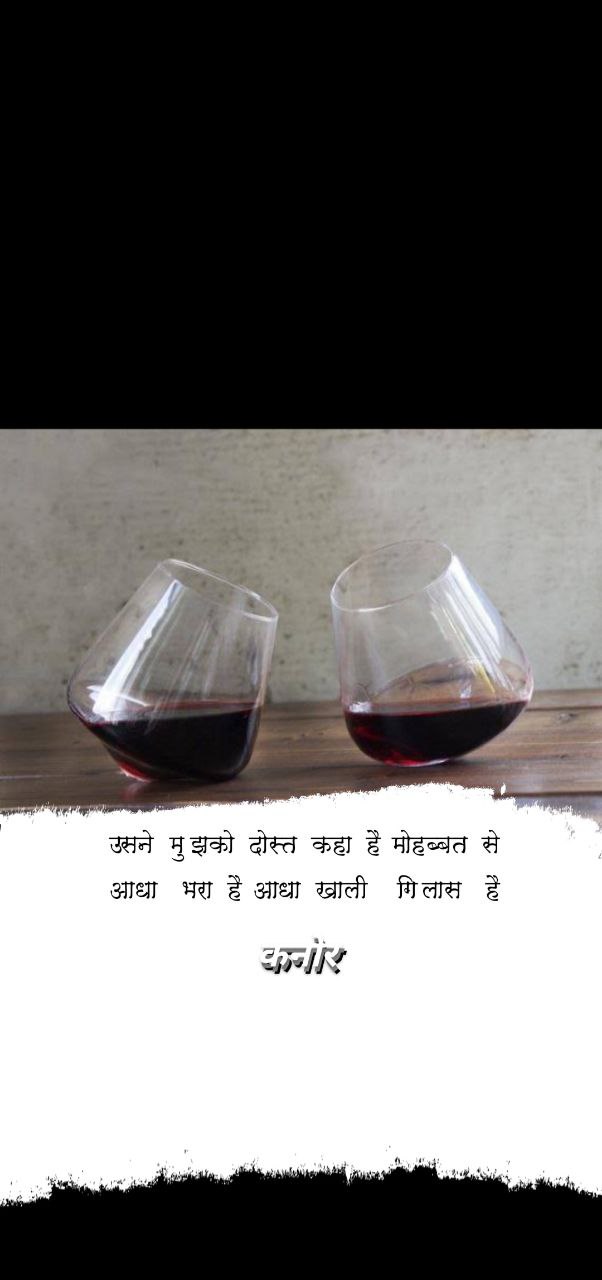 उसने मुझको दोस्त कहा है मोहब्बत से
आधा भरा है आधा खाली गिलास है
कनोर